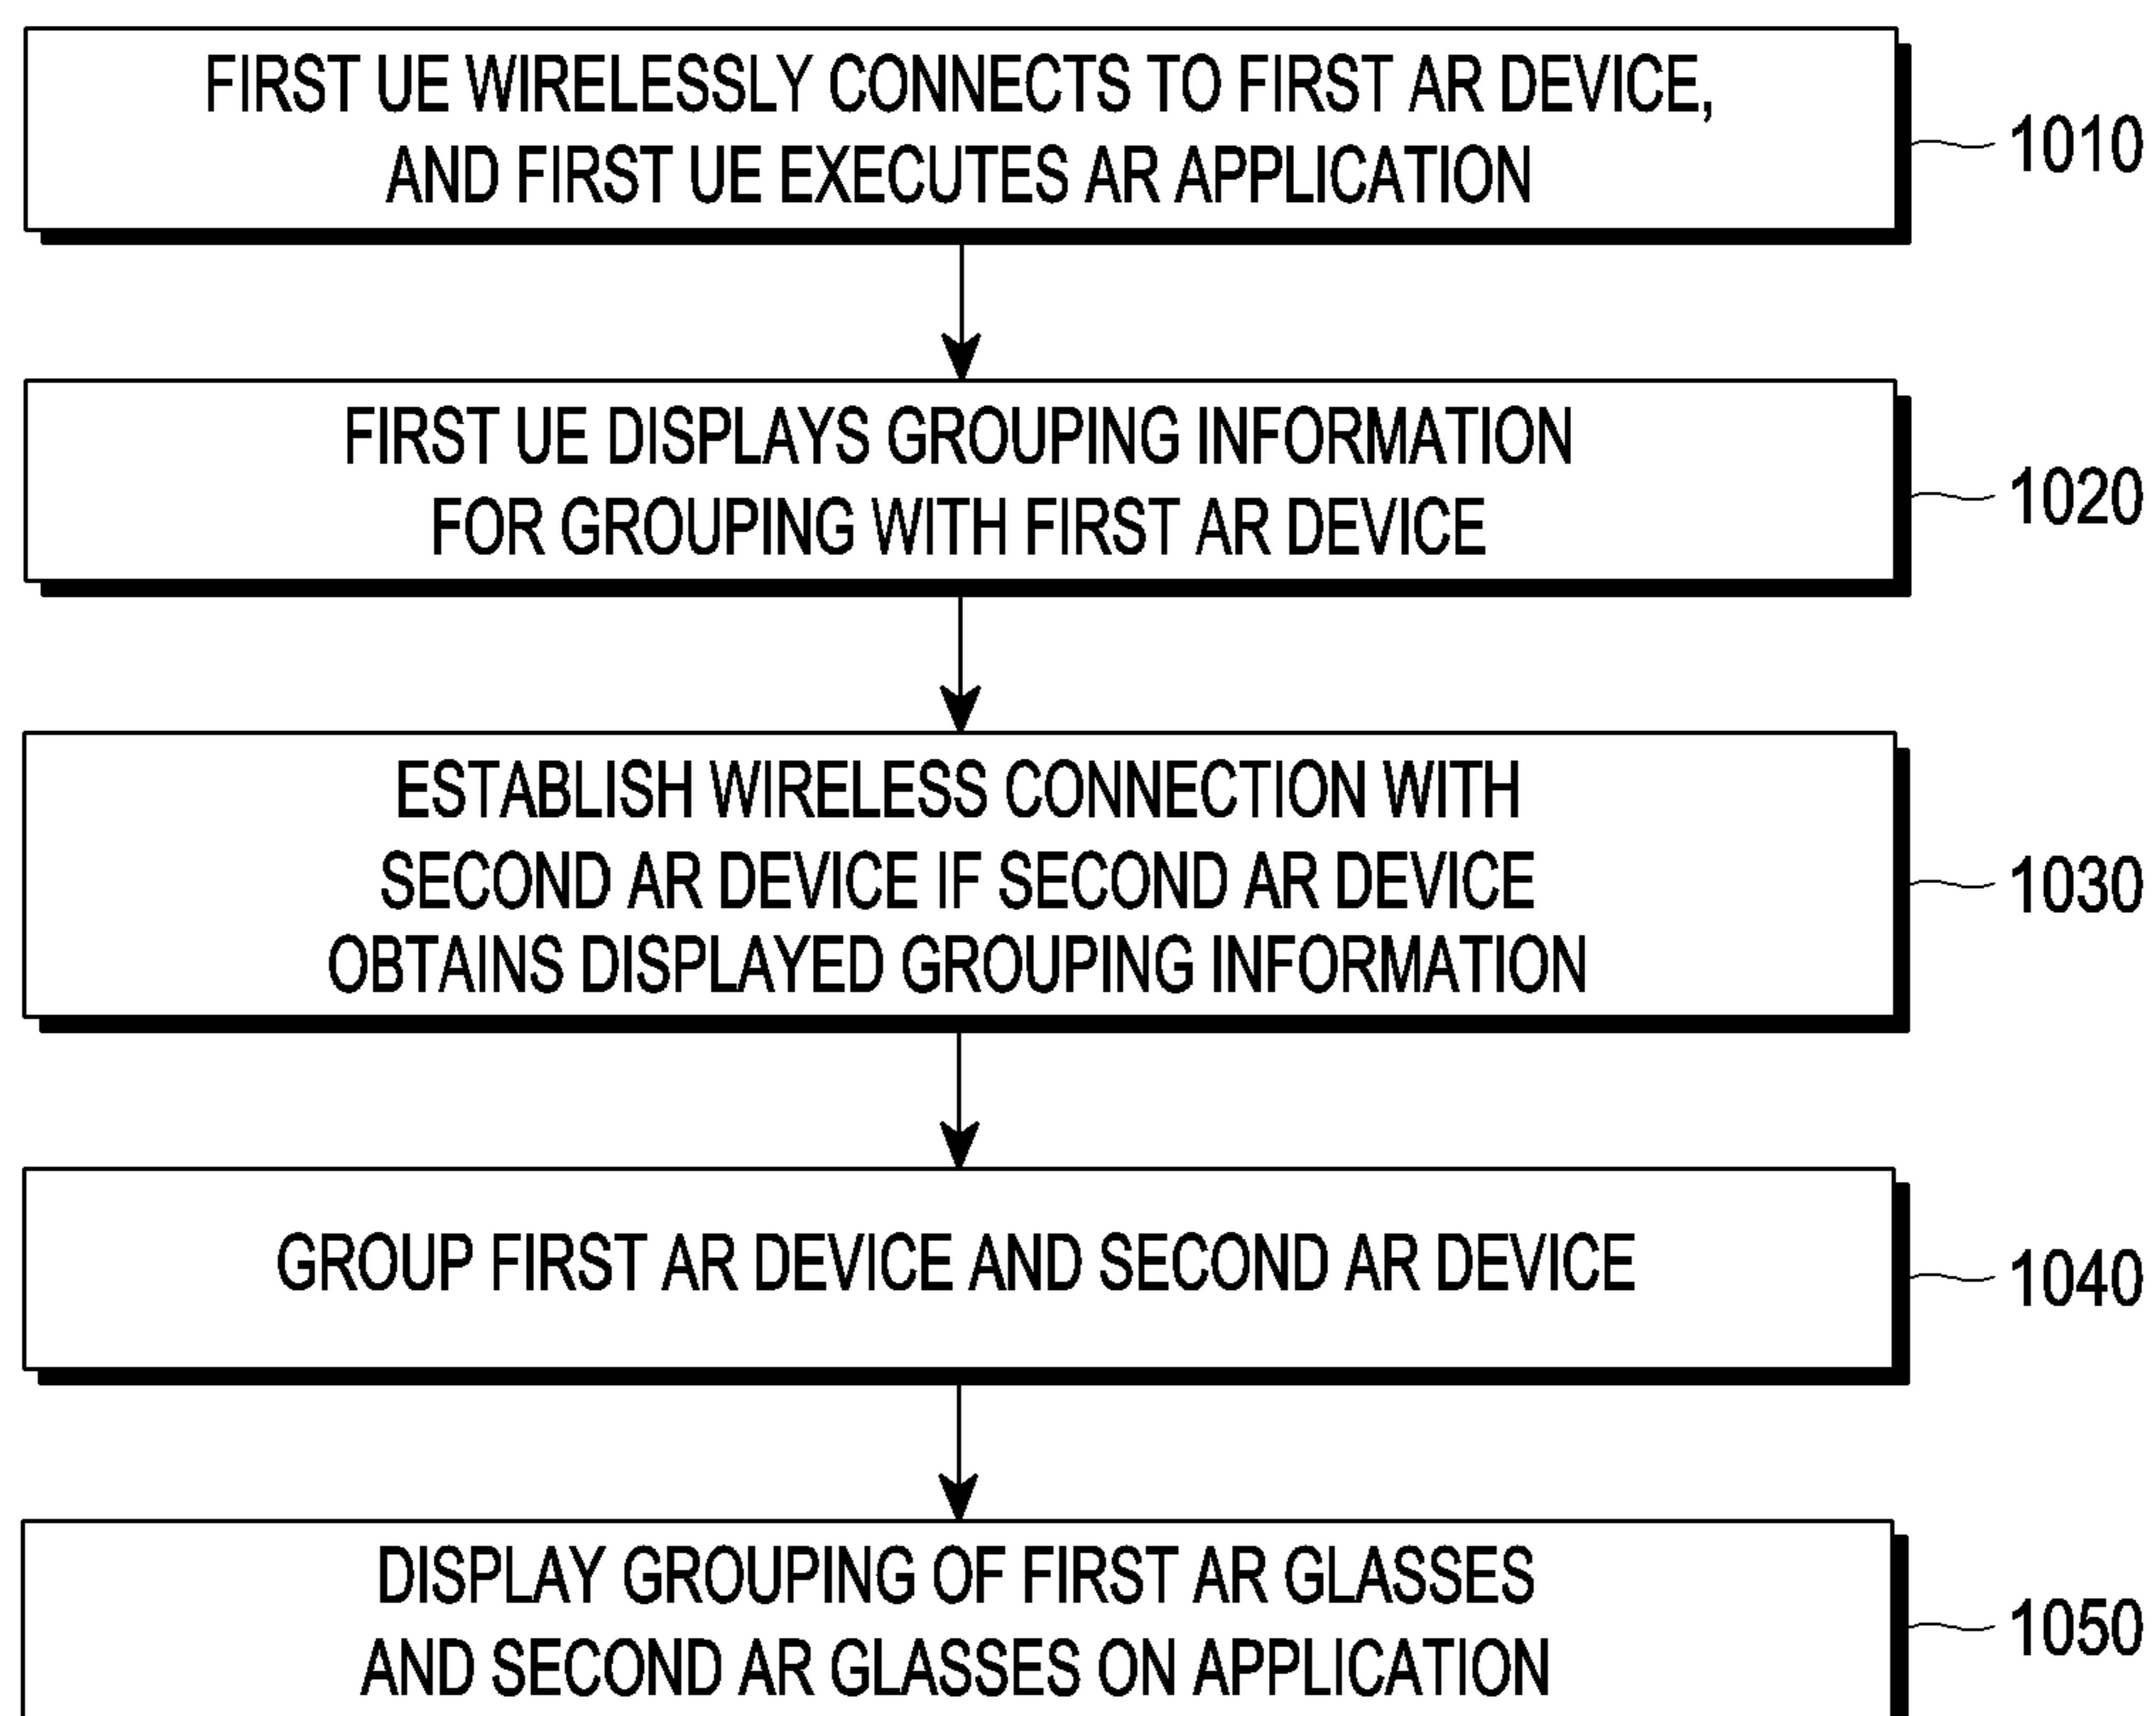 FIRST UE WIRELESSLY CONNECTS TO FIRST AR DEVICE,
AND FIRST UE EXECUTES AR APPLICATION
1010
FIRST UE DISPLAYS GROUPING INFORMATION
FOR GROUPING WITH FIRST AR DEVICE
1020
ESTABLISH WIRELESS CONNECTION WITH
SECOND AR DEVICE IF SECOND AR DEVICE
OBTAINS DISPLAYED GROUPING INFORMATION
1030
GROUP FIRST AR DEVICE AND SECOND AR DEVICE
1040
DISPLAY GROUPING OF FIRST AR GLASSES
AND SECOND AR GLASSES ON APPLICATION
1050